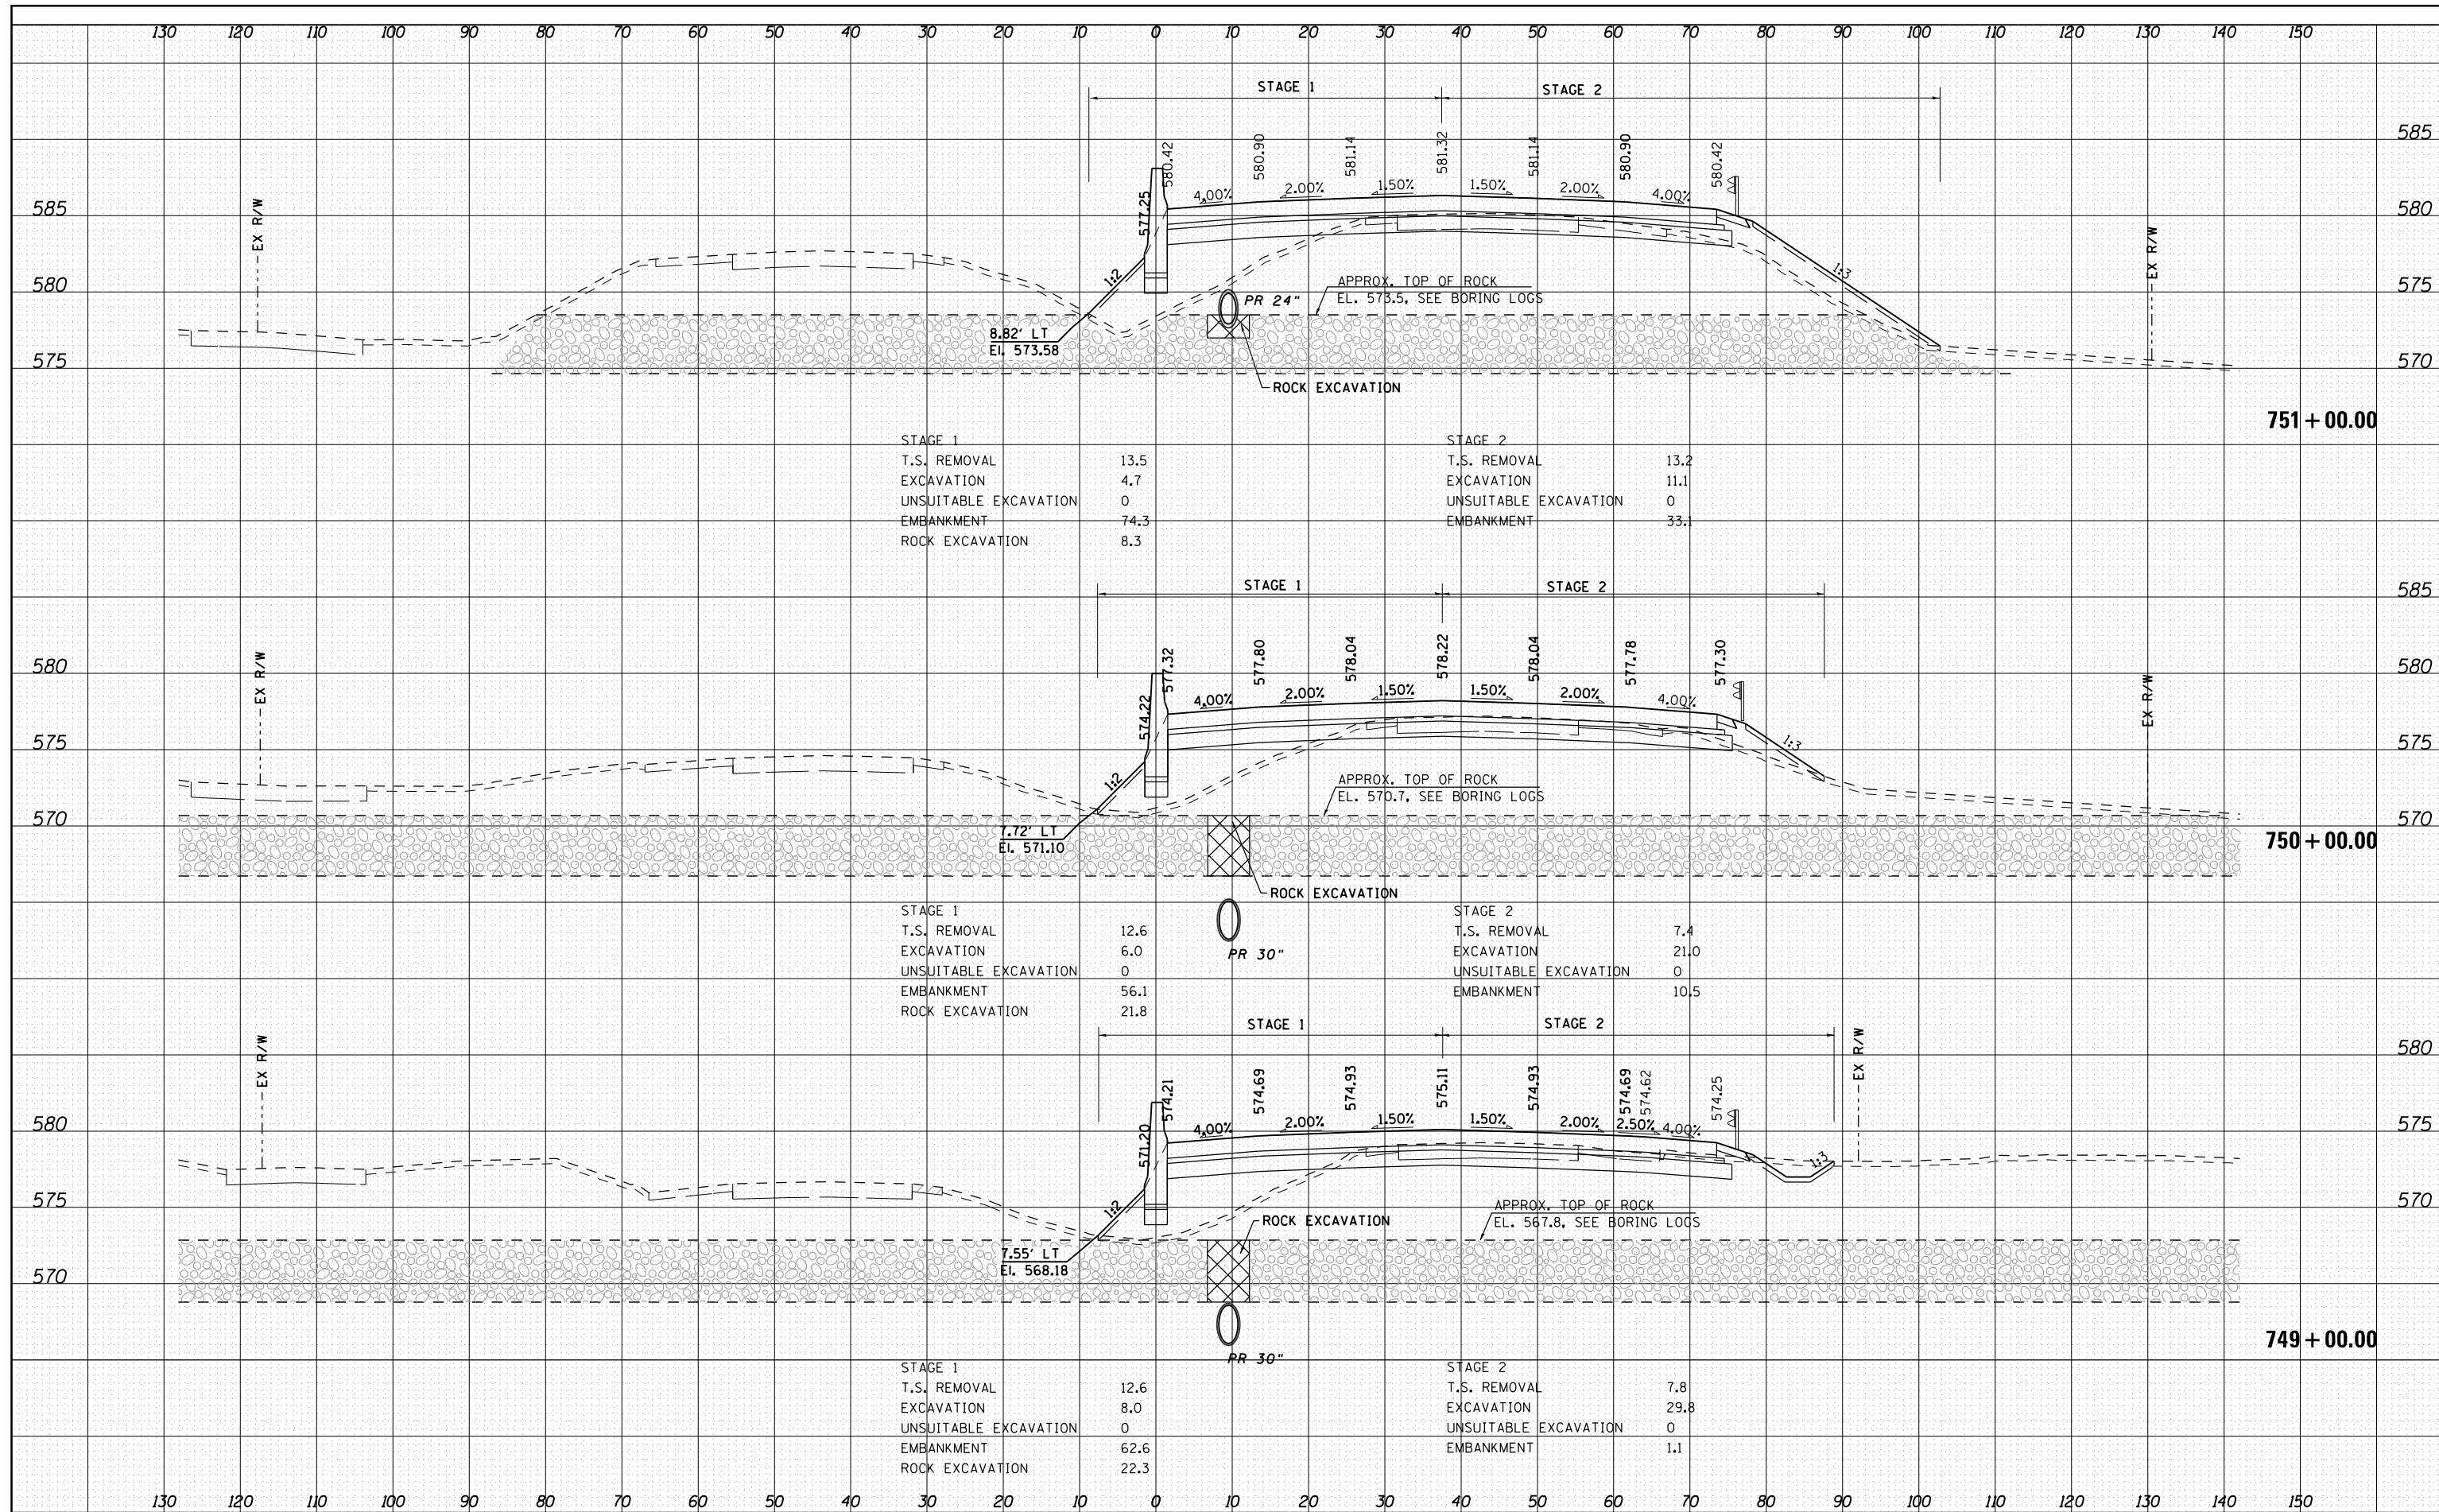 130 120 110 100 90 80 70 60 50 40 30 20 10 0 10 20 30 40 50 60 70 80 90 100 110 120 130 140 150
STAGE 1 STAGE 2
585
580.42 580.90 581.14 581.32 581.14 580.90 580.42
577.25
4.00% 2.00% 1.50% 1.50% 2.00% 4.00%
585 580
EX R/W EX R/W
1:2 1:3
APPROX. TOP OF ROCK
EL. 573.5, SEE BORING LOGS
580 575
PR 24"
8.82' LT
El. 573.58
575 570
ROCK EXCAVATION
751+00.00
STAGE 1
T.S. REMOVAL 13.5
EXCAVATION 4.7
UNSUITABLE EXCAVATION 0
EMBANKMENT 74.3
ROCK EXCAVATION 8.3
STAGE 2
T.S. REMOVAL 13.2
EXCAVATION 11.1
UNSUITABLE EXCAVATION 0
EMBANKMENT 33.1
STAGE 1 STAGE 2
585
577.32 577.80 578.04 578.22 578.04 577.78 577.30
574.22
580 580
EX R/W EX R/W
4.00% 2.00% 1.50% 1.50% 2.00% 4.00%
575 575
1:2 1:3
APPROX. TOP OF ROCK
EL. 570.7, SEE BORING LOGS
570 570
7.72' LT
El. 571.10
750+00.00
ROCK EXCAVATION
PR 30"
STAGE 1
T.S. REMOVAL 12.6
EXCAVATION 6.0
UNSUITABLE EXCAVATION 0
EMBANKMENT 56.1
ROCK EXCAVATION 21.8
STAGE 2
T.S. REMOVAL 7.4
EXCAVATION 21.0
UNSUITABLE EXCAVATION 0
EMBANKMENT 10.5
STAGE 1 STAGE 2
580
EX R/W EX R/W
574.21 574.69 574.93 575.11 574.93 574.69 574.62 574.25
571.20
580 575
4.00% 2.00% 1.50% 1.50% 2.00% 2.50% 4.00%
1:2 1:3
575 570
APPROX. TOP OF ROCK
EL. 567.8, SEE BORING LOGS
ROCK EXCAVATION
7.55' LT
El. 568.18
570
749+00.00
PR 30"
STAGE 1
T.S. REMOVAL 12.6
EXCAVATION 8.0
UNSUITABLE EXCAVATION 0
EMBANKMENT 62.6
ROCK EXCAVATION 22.3
STAGE 2
T.S. REMOVAL 7.8
EXCAVATION 29.8
UNSUITABLE EXCAVATION 0
EMBANKMENT 1.1
130 120 110 100 90 80 70 60 50 40 30 20 10 0 10 20 30 40 50 60 70 80 90 100 110 120 130 140 150